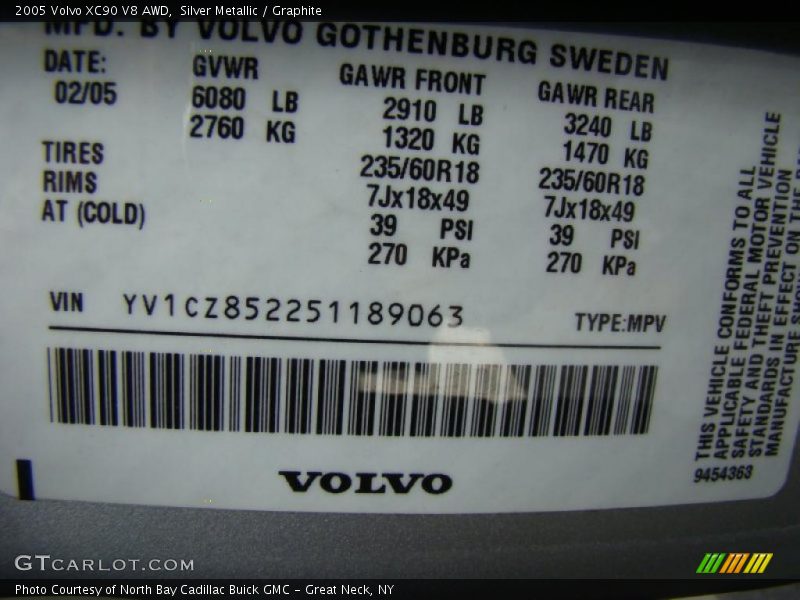 2005 Volvo XC90 V8 AWD, Silver Metallic / Graphite
MFD. BY VOLVO GOTHENBURG SWEDEN
DATE: GVWR GAWR FRONT GAWR REAR
02/05 6080 LB 2910 LB 3240 LB
2760 KG 1320 KG 1470 KG
TIRES 235/60R18 235/60R18
RIMS 7Jx18x49 7Jx18x49
AT (COLD) 39 PSI 39 PSI
270 KPa 270 KPa
VIN YV1CZ852251189063 TYPE:MPV
VOLVO
THIS VEHICLE CONFORMS TO ALL
APPLICABLE FEDERAL MOTOR VEHICLE
SAFETY AND THEFT PREVENTION
STANDARDS IN EFFECT ON THE
MANUFACTURE SHOWN
9454363
GTCARLOT.COM
Photo Courtesy of North Bay Cadillac Buick GMC - Great Neck, NY